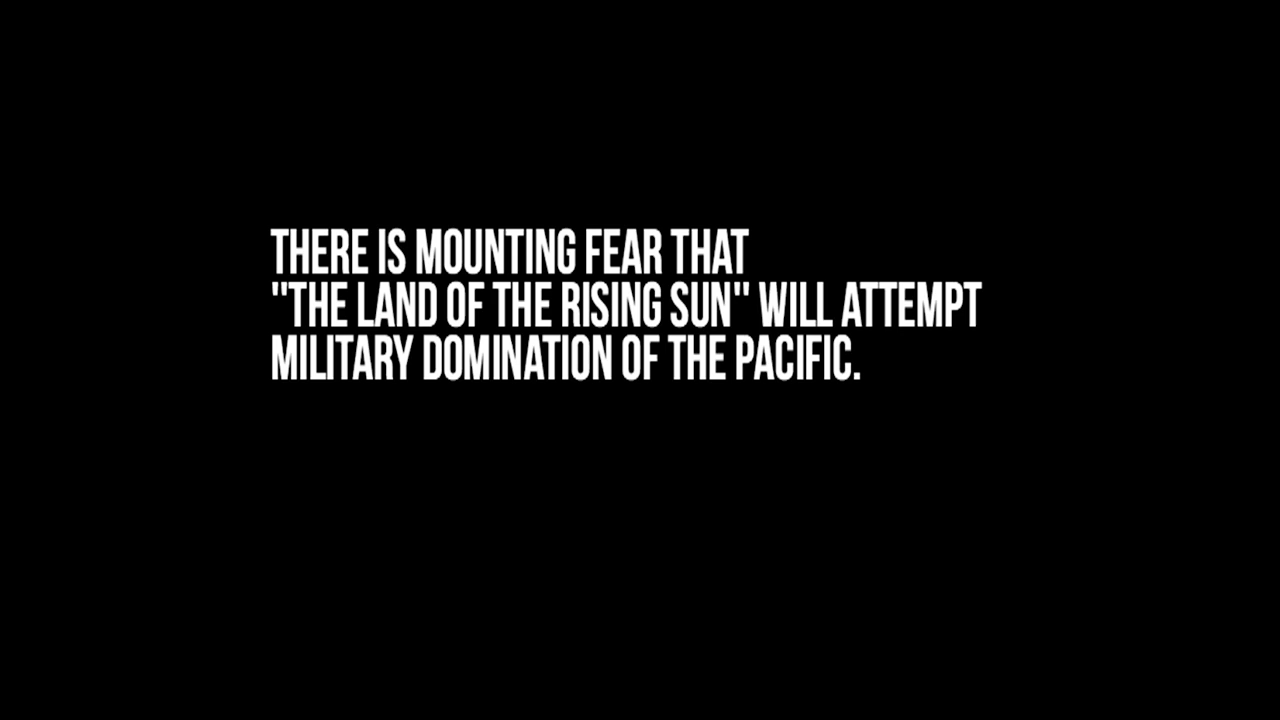 THERE IS MOUNTING FEAR THAT
"THE LAND OF THE RISING SUN" WILL ATTEMPT
MILITARY DOMINATION OF THE PACIFIC.